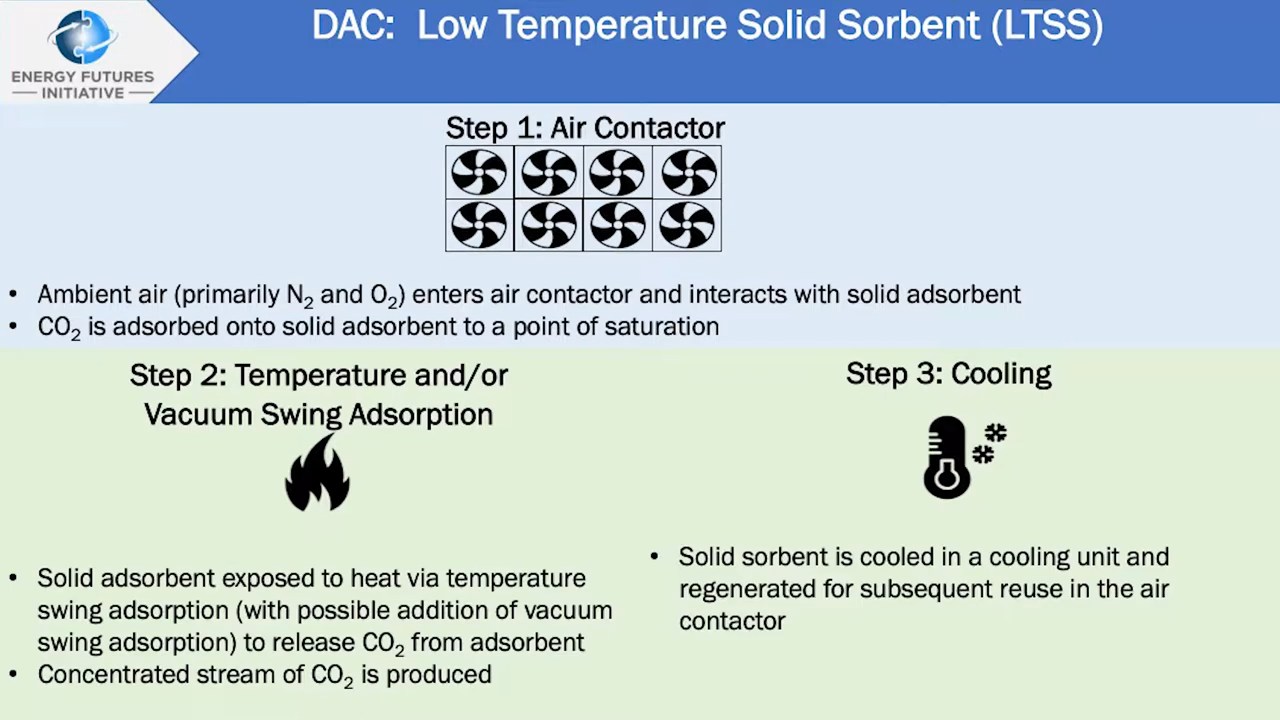 ENERGY FUTURES
INITIATIVE
DAC: Low Temperature Solid Sorbent (LTSS)
Step 1: Air Contactor
• Ambient air (primarily N₂ and O₂) enters air contactor and interacts with solid adsorbent
• CO₂ is adsorbed onto solid adsorbent to a point of saturation
Step 2: Temperature and/or
Vacuum Swing Adsorption
• Solid adsorbent exposed to heat via temperature
swing adsorption (with possible addition of vacuum
swing adsorption) to release CO₂ from adsorbent
• Concentrated stream of CO₂ is produced
Step 3: Cooling
• Solid sorbent is cooled in a cooling unit and
regenerated for subsequent reuse in the air
contactor